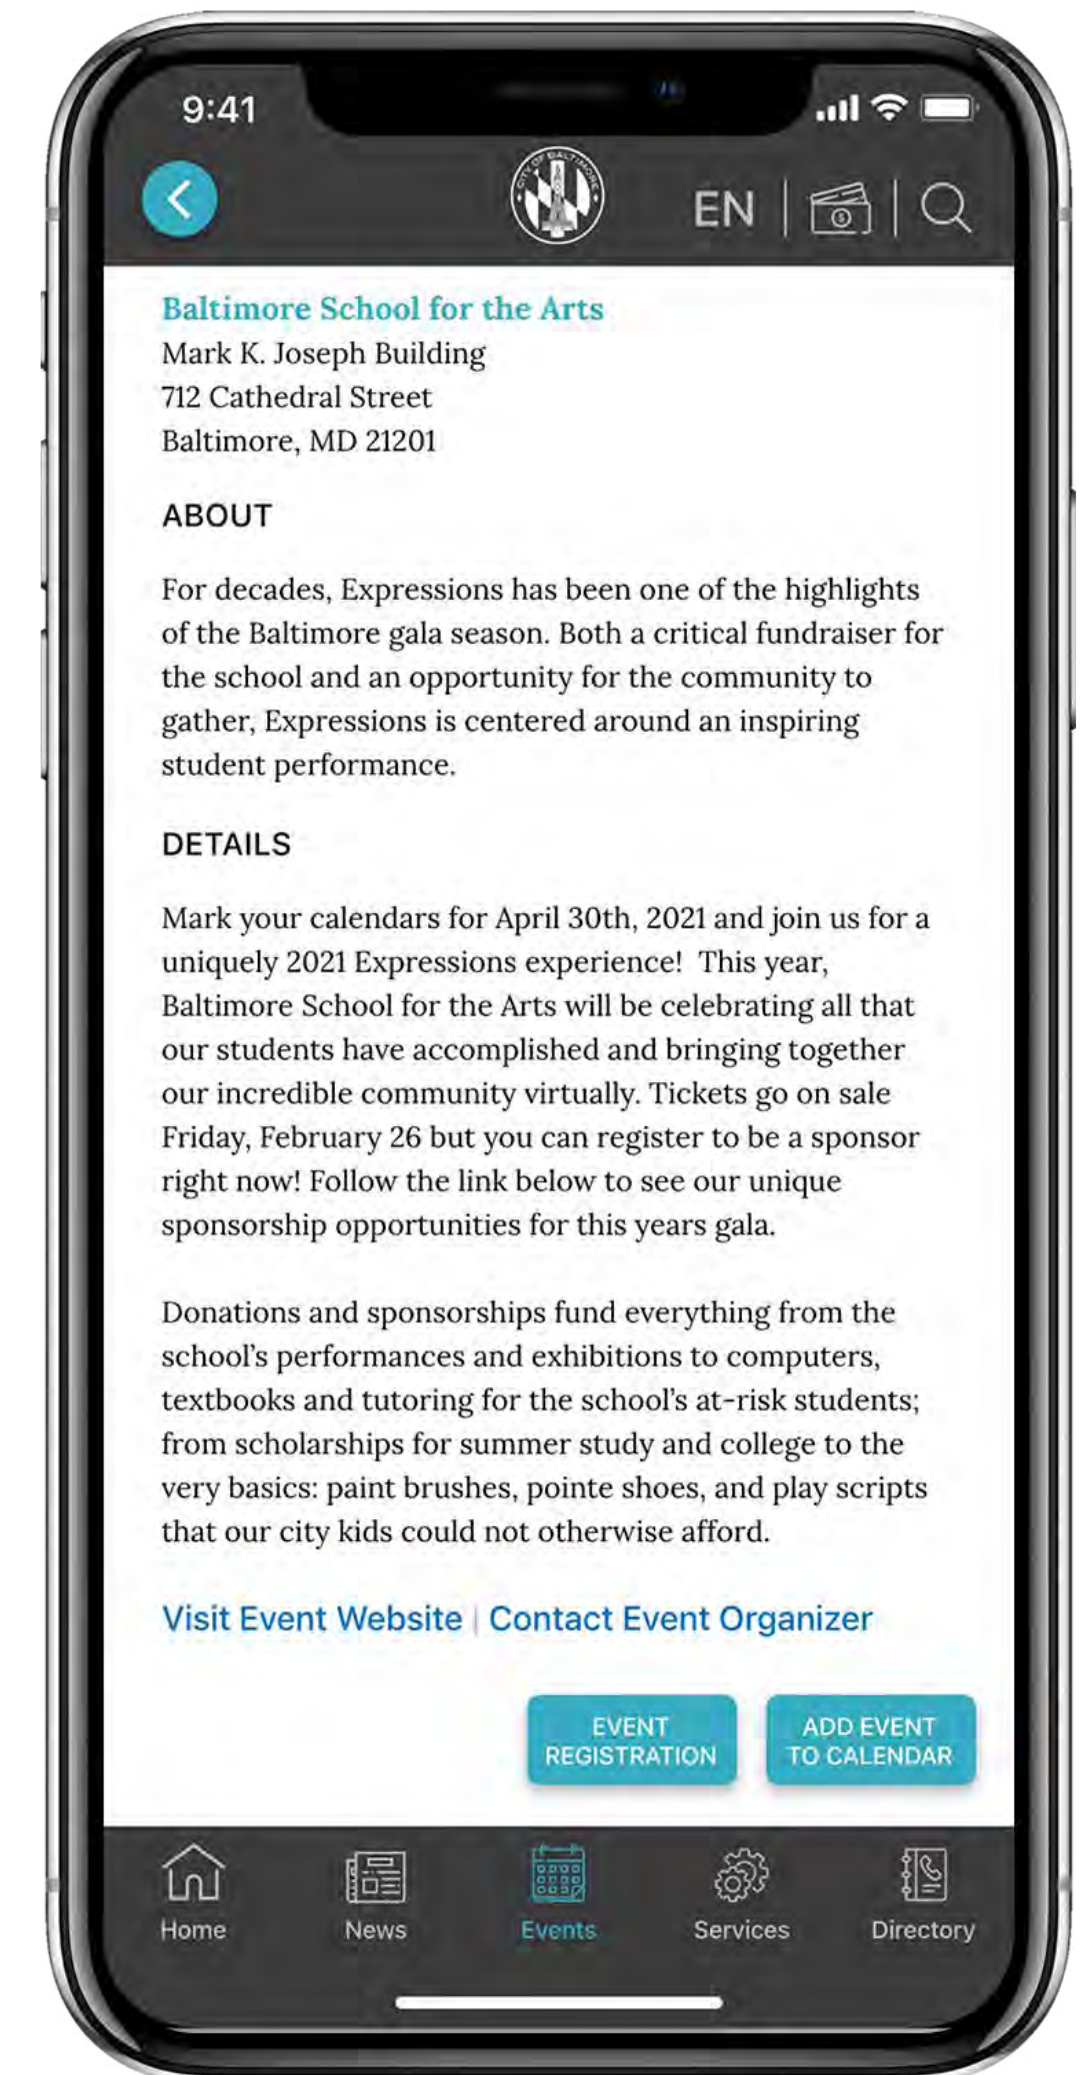 9:41
CITY OF BALTIMORE
EN
$
Baltimore School for the Arts
Mark K. Joseph Building
712 Cathedral Street
Baltimore, MD 21201
ABOUT
For decades, Expressions has been one of the highlights
of the Baltimore gala season. Both a critical fundraiser for
the school and an opportunity for the community to
gather, Expressions is centered around an inspiring
student performance.
DETAILS
Mark your calendars for April 30th, 2021 and join us for a
uniquely 2021 Expressions experience!  This year,
Baltimore School for the Arts will be celebrating all that
our students have accomplished and bringing together
our incredible community virtually. Tickets go on sale
Friday, February 26 but you can register to be a sponsor
right now! Follow the link below to see our unique
sponsorship opportunities for this years gala.
Donations and sponsorships fund everything from the
school's performances and exhibitions to computers,
textbooks and tutoring for the school's at-risk students;
from scholarships for summer study and college to the
very basics: paint brushes, pointe shoes, and play scripts
that our city kids could not otherwise afford.
Visit Event Website | Contact Event Organizer
EVENT
REGISTRATION
ADD EVENT
TO CALENDAR
Home
News
Events
Services
Directory